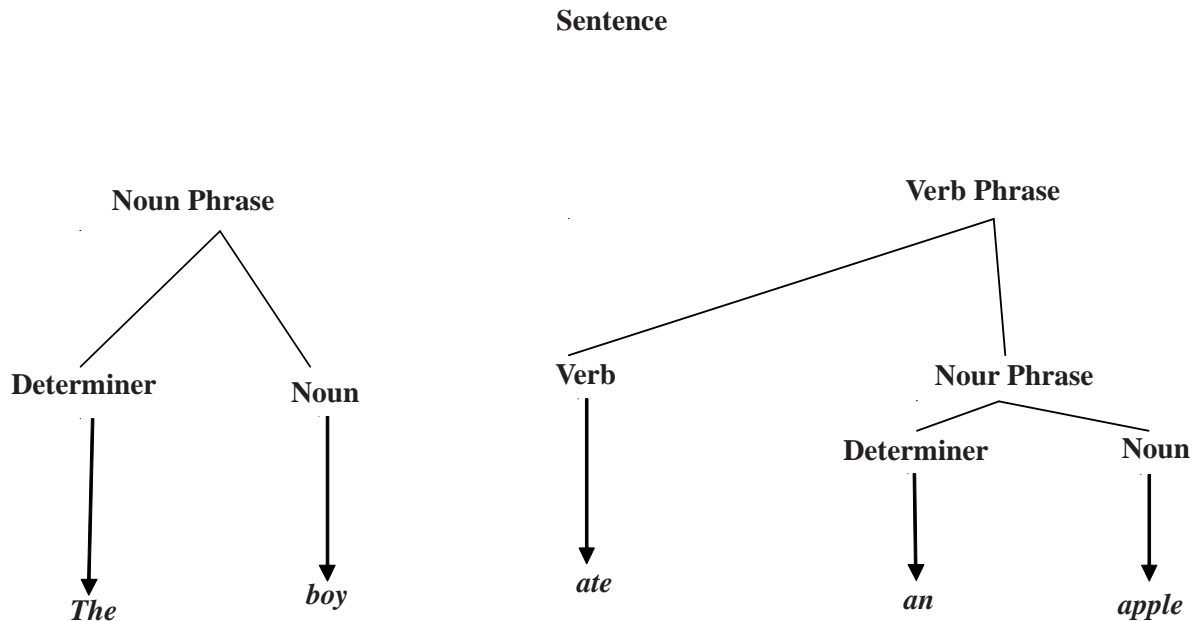 Sentence
Noun Phrase
Verb Phrase
Determiner
Noun
Verb
Nour Phrase
Determiner
Noun
The
boy
ate
an
apple